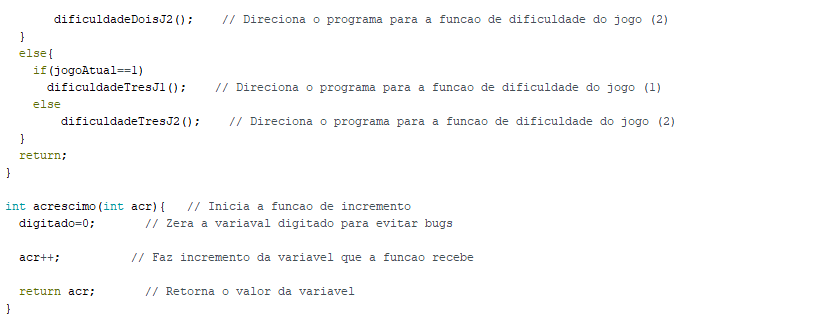 dificuldadeDoisJ2();    // Direciona o programa para a funcao de dificuldade do jogo (2)
}
else{
if(jogoAtual==1)
dificuldadeTresJ1();    // Direciona o programa para a funcao de dificuldade do jogo (1)
else
dificuldadeTresJ2();    // Direciona o programa para a funcao de dificuldade do jogo (2)
}
return;
}
int acrescimo(int acr){   // Inicia a funcao de incremento
digitado=0;       // Zera a variaval digitado para evitar bugs
acr++;          // Faz incremento da variavel que a funcao recebe
return acr;       // Retorna o valor da variavel
}